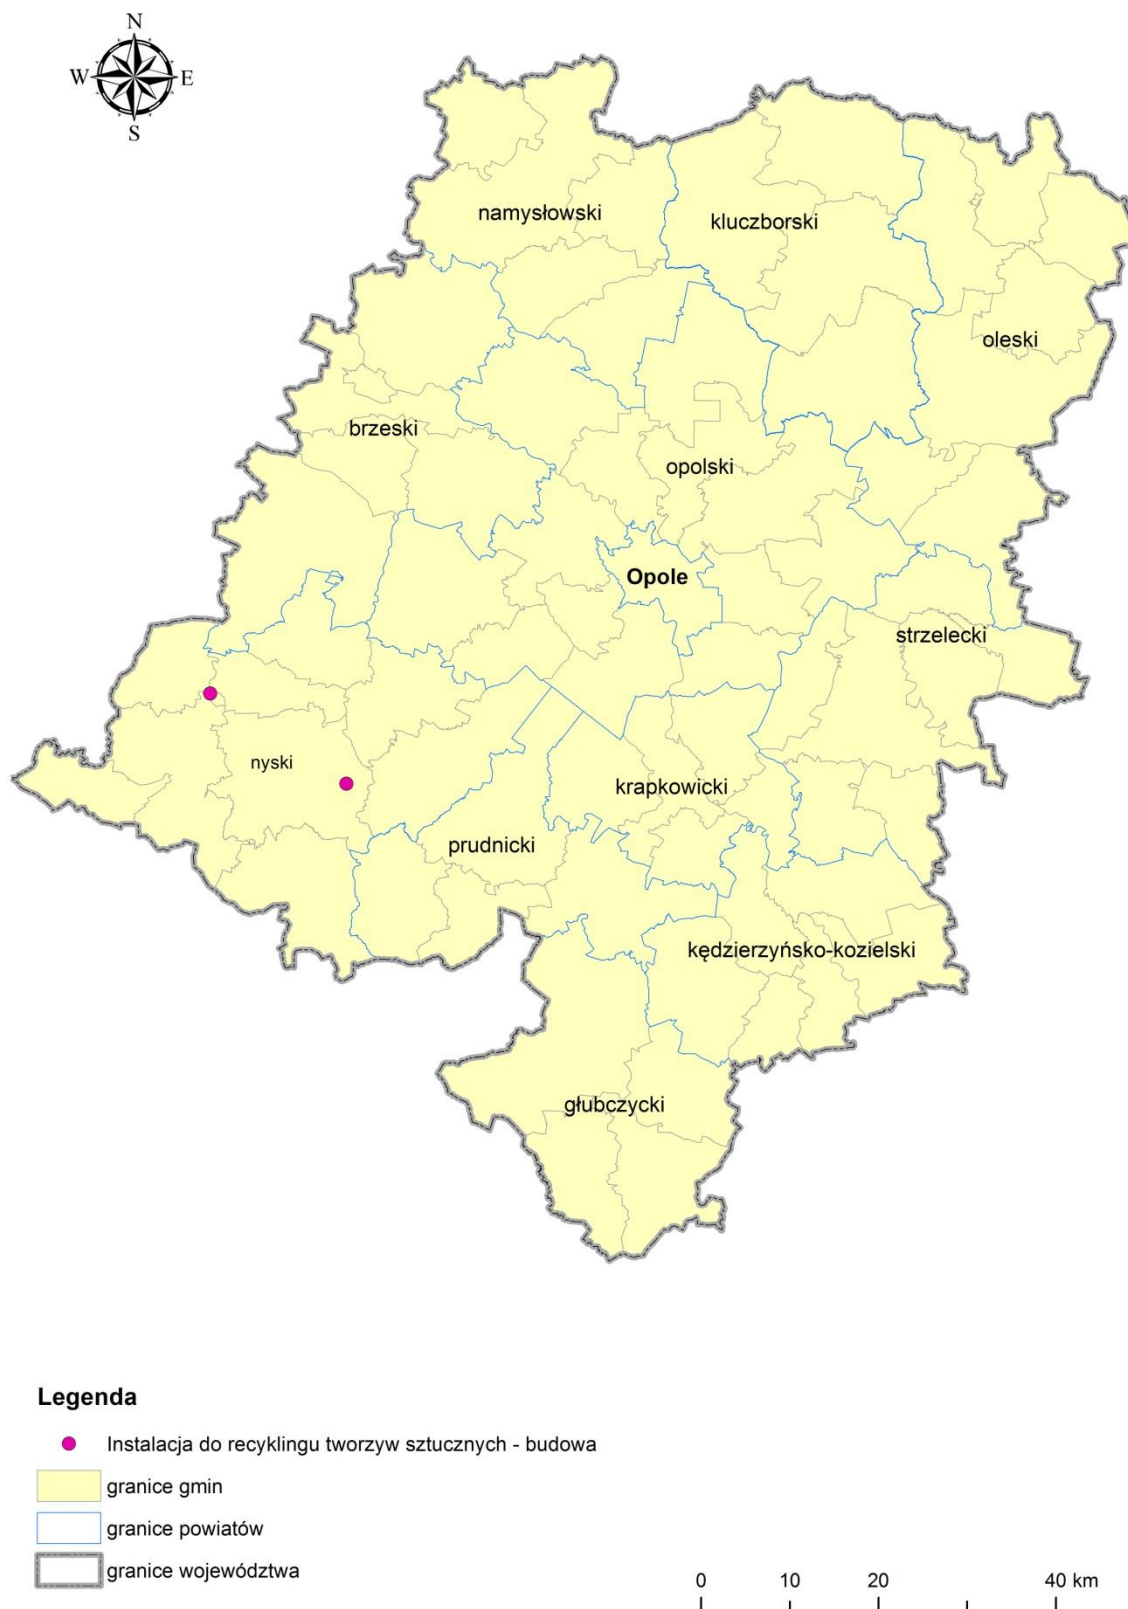 N
W E
S
namysłowski
kluczborski
oleski
brzeski
opolski
Opole
strzelecki
nyski
krapkowicki
prudnicki
kędzierzyńsko-kozielski
głubczycki
Legenda
Instalacja do recyklingu tworzyw sztucznych - budowa
granice gmin
granice powiatów
granice województwa
0 10 20 40 km